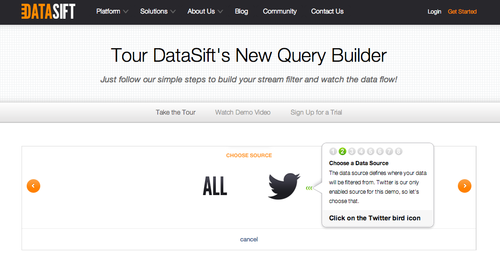 DATASIFT
Platform Solutions About Us Blog Community Contact Us Login Get Started
Tour DataSift's New Query Builder
Just follow our simple steps to build your stream filter and watch the data flow!
Take the Tour Watch Demo Video Sign Up for a Trial
CHOOSE SOURCE
ALL
1 2 3 4 5 6 7 8
Choose a Data Source
The data source defines where your data
will be filtered from. Twitter is our only
enabled source for this demo, so let's
choose that.
Click on the Twitter bird icon
cancel